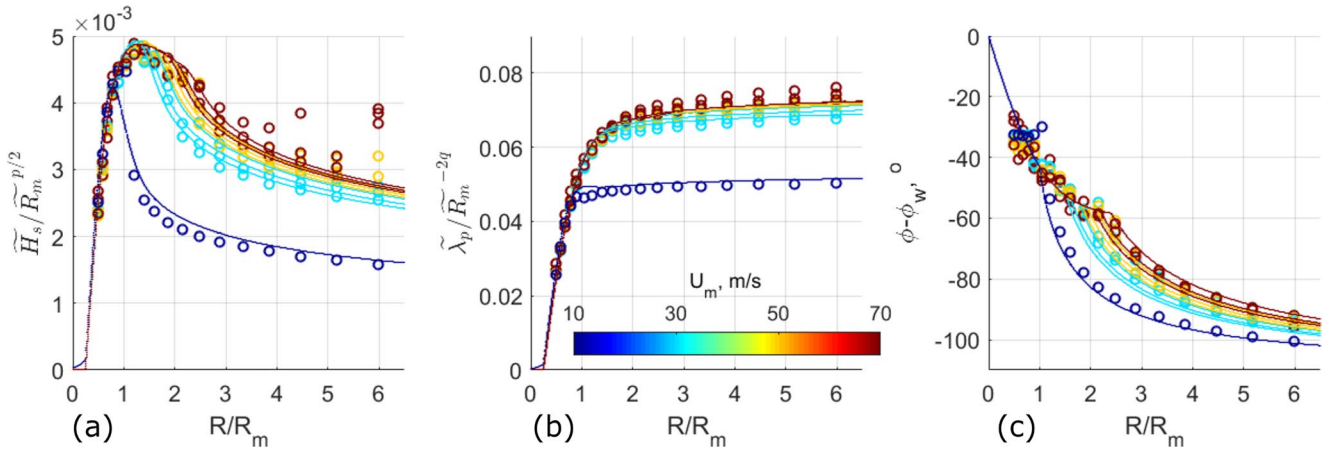 ×10⁻³
5
4
3
2
1
0
0 1 2 3 4 5 6
H̃ₛ/R̃ₘ^{p/2}
R/Rₘ
(a)
0.08
0.06
0.04
0.02
0
0 1 2 3 4 5 6
λ̃ₚ/R̃ₘ^{-2q}
Uₘ, m/s
10 30 50 70
R/Rₘ
(b)
0
-20
-40
-60
-80
-100
0 1 2 3 4 5 6
ϕ-ϕ_w,°
R/Rₘ
(c)